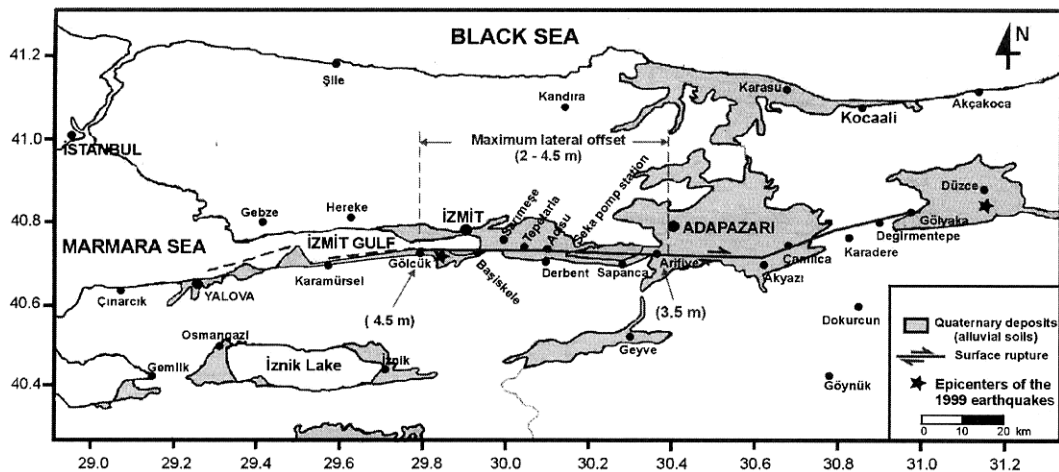 BLACK SEA
N
41.2
41.0
40.8
40.6
40.4
Şile
Kandıra
Karasu
Kocaali
Akçakoca
İSTANBUL
Maximum lateral offset
(2 - 4.5 m)
Gebze
Hereke
İZMİT
Sarımeşe
Tepetarla
Acısu
Seka pomp station
ADAPAZARI
Düzce
Gölyaka
Değirmentepe
MARMARA SEA
İZMİT GULF
Gölcük
Başiskele
Derbent
Sapanca
Arifiye
Çamlıca
Karadere
Akyazı
Çınarcık
YALOVA
Karamürsel
( 4.5 m)
(3.5 m)
Dokurcun
Osmangazi
Gemlik
İznik Lake
İznik
Geyve
Göynük
Quaternary deposits
(alluvial soils)
Surface rupture
Epicenters of the
1999 earthquakes
0 10 20 km
29.0 29.2 29.4 29.6 29.8 30.0 30.2 30.4 30.6 30.8 31.0 31.2